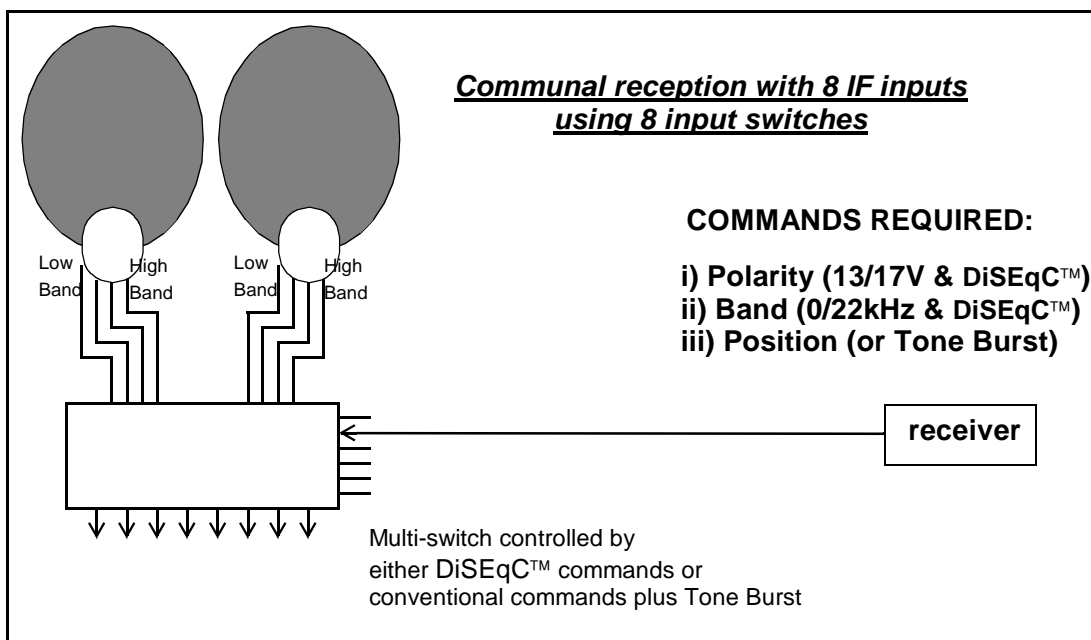 Communal reception with 8 IF inputs
using 8 input switches
COMMANDS REQUIRED:
i) Polarity (13/17V & DiSEqC™)
ii) Band (0/22kHz & DiSEqC™)
iii) Position (or Tone Burst)
Low
Band
High
Band
Low
Band
High
Band
receiver
Multi-switch controlled by
either DiSEqC™ commands or
conventional commands plus Tone Burst